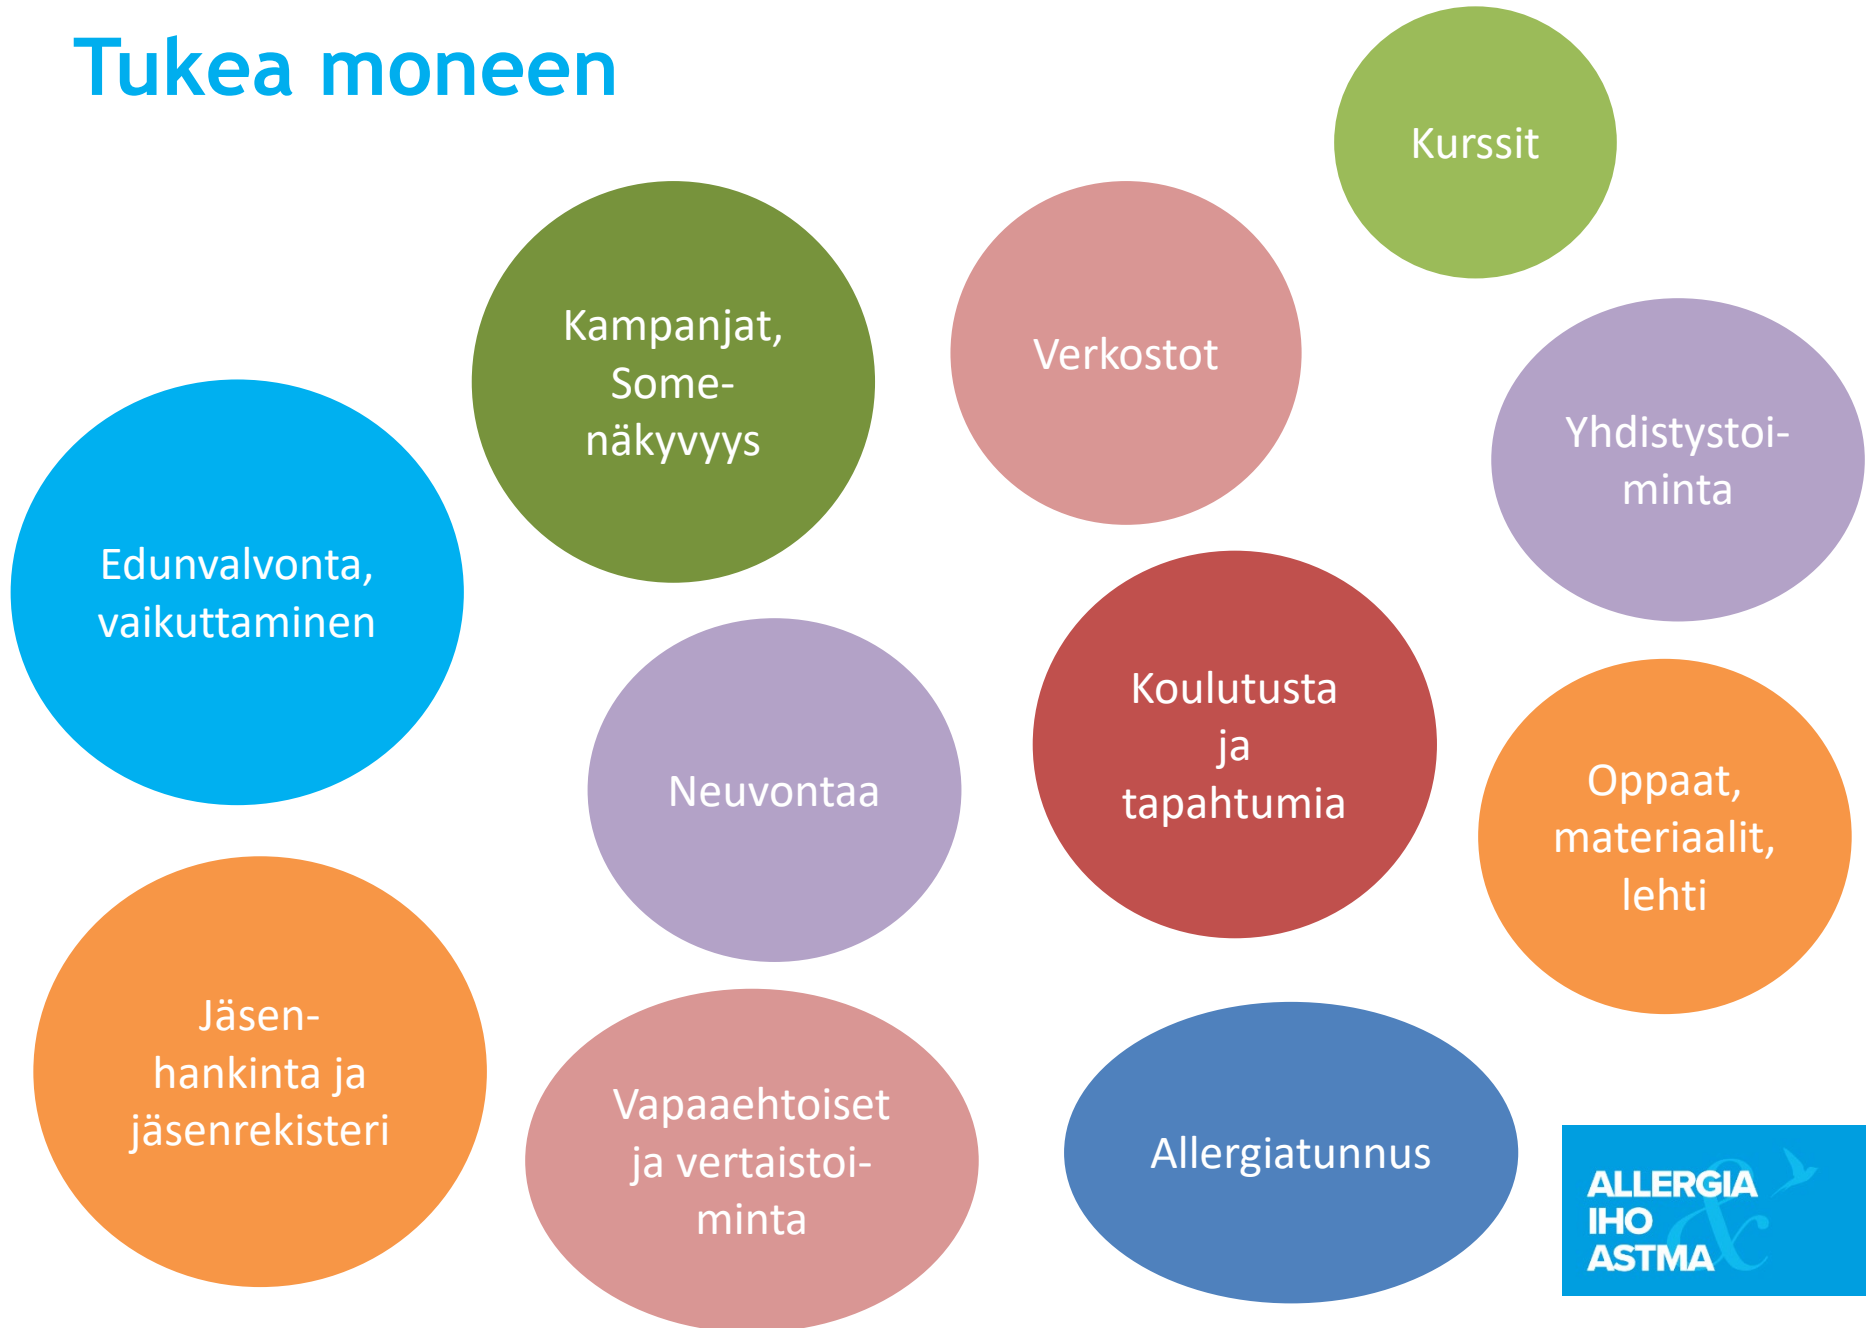 Tukea moneen
Kurssit
Kampanjat,
Some-
näkyvyys
Verkostot
Yhdistystoi-
minta
Edunvalvonta,
vaikuttaminen
Neuvontaa
Koulutusta
ja
tapahtumia
Oppaat,
materiaalit,
lehti
Jäsen-
hankinta ja
jäsenrekisteri
Vapaaehtoiset
ja vertaistoi-
minta
Allergiatunnus
ALLERGIA
IHO &
ASTMA